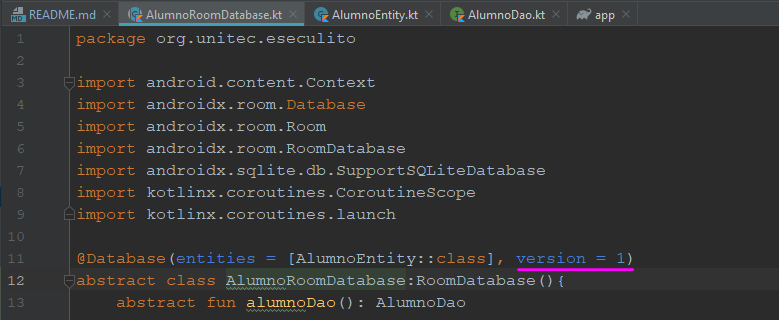 README.md AlumnoRoomDatabase.kt AlumnoEntity.kt AlumnoDao.kt app
1 package org.unitec.eseculito
2
3 import android.content.Context
4 import androidx.room.Database
5 import androidx.room.Room
6 import androidx.room.RoomDatabase
7 import androidx.sqlite.db.SupportSQLiteDatabase
8 import kotlinx.coroutines.CoroutineScope
9 import kotlinx.coroutines.launch
10
11 @Database(entities = [AlumnoEntity::class], version = 1)
12 abstract class AlumnoRoomDatabase:RoomDatabase(){
13 abstract fun alumnoDao(): AlumnoDao